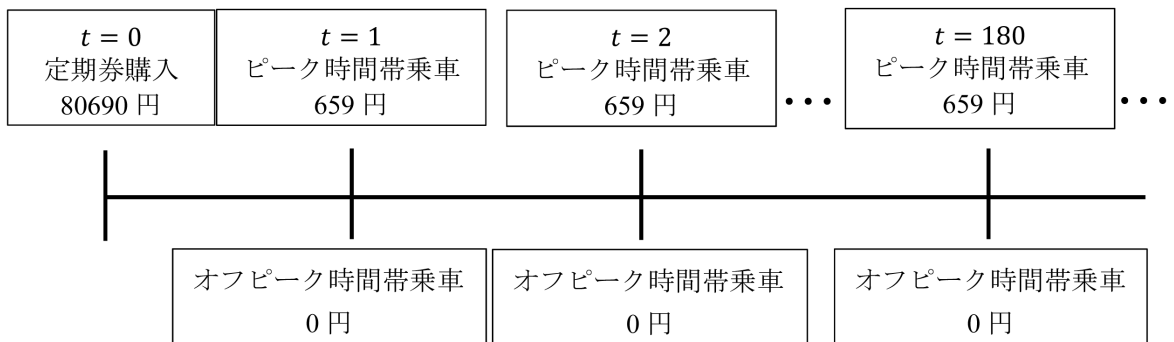 t = 0
定期券購入
80690 円
t = 1
ピーク時間帯乗車
659 円
t = 2
ピーク時間帯乗車
659 円
•••
t = 180
ピーク時間帯乗車
659 円
•••
オフピーク時間帯乗車
0 円
オフピーク時間帯乗車
0 円
オフピーク時間帯乗車
0 円